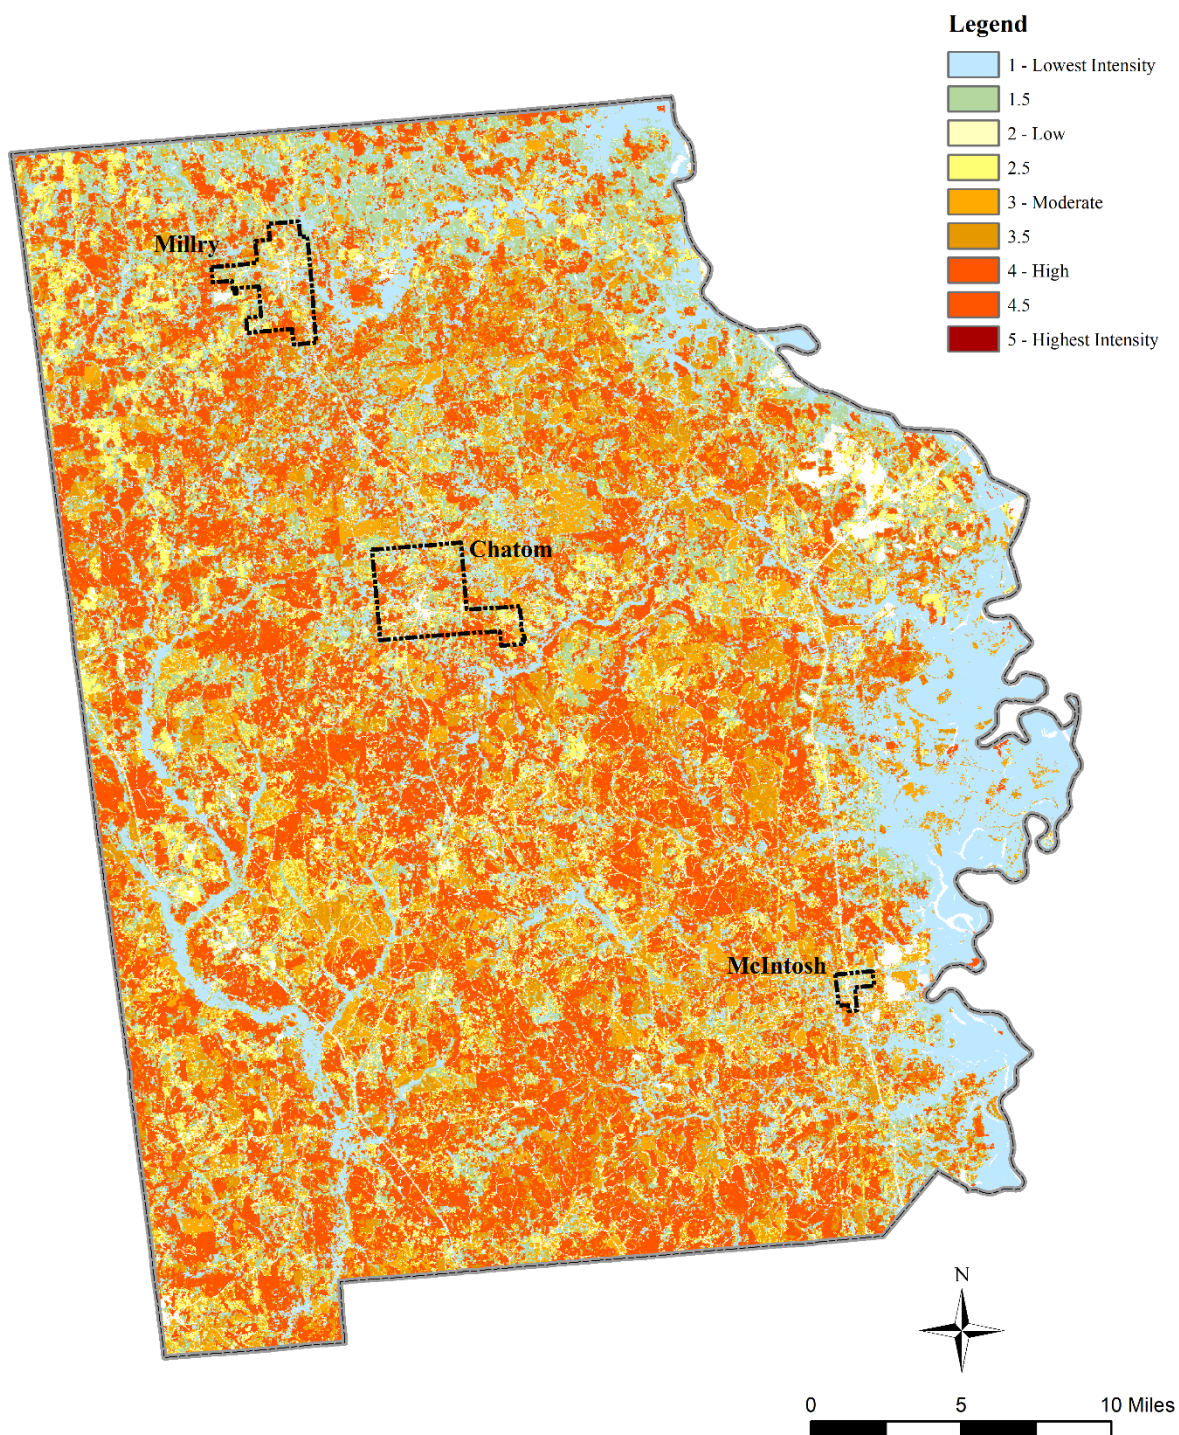 Legend
1 - Lowest Intensity
1.5
2 - Low
2.5
3 - Moderate
3.5
4 - High
4.5
5 - Highest Intensity
Millry
Chatom
McIntosh
N
0 5 10 Miles